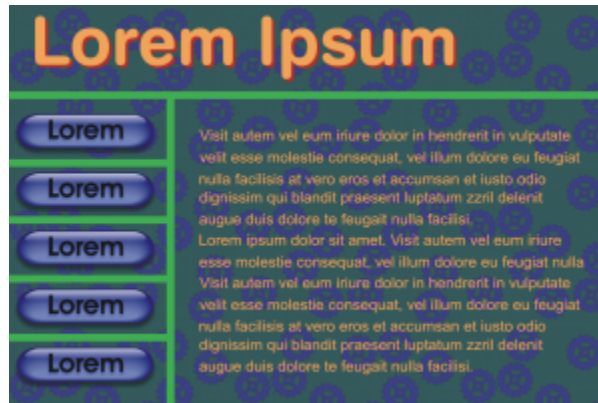 Lorem Ipsum
Lorem
Lorem
Lorem
Lorem
Lorem
Visit autem vel eum iriure dolor in hendrerit in vulputate
velit esse molestie consequat, vel illum dolore eu feugiat
nulla facilisis at vero eros et accumsan et iusto odio
dignissim qui blandit praesent luptatum zzril delenit
augue duis dolore te feugait nulla facilisi.
Lorem ipsum dolor sit amet. Visit autem vel eum iriure
esse molestie consequat, vel illum dolore eu feugiat nulla
Visit autem vel eum iriure dolor in hendrerit in vulputate
velit esse molestie consequat, vel illum dolore eu feugiat
nulla facilisis at vero eros et accumsan et iusto odio
dignissim qui blandit praesent luptatum zzril delenit
augue duis dolore te feugait nulla facilisi.